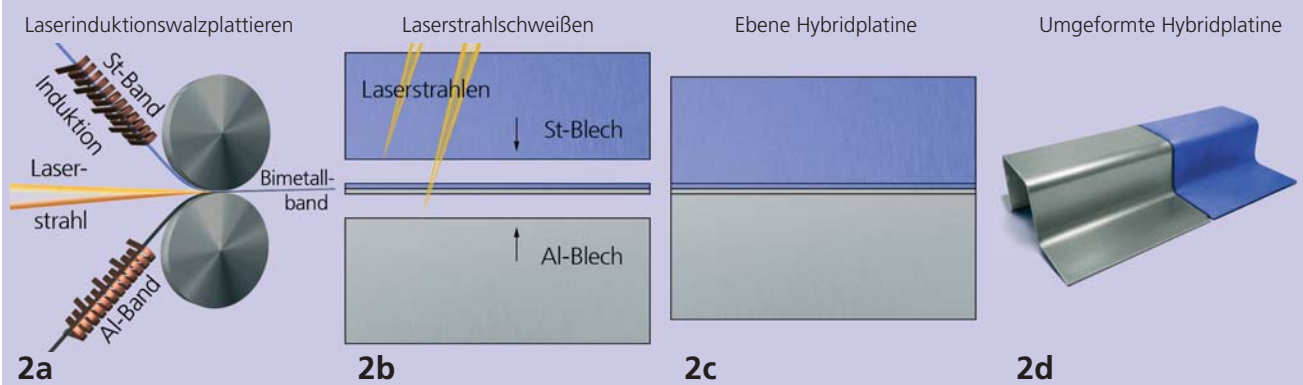 Laserinduktionswalzplattieren
St-Band
Induktion
Laser-
strahl
Bimetall-
band
Al-Band
2a
Laserstrahlschweißen
Laserstrahlen
St-Blech
Al-Blech
2b
Ebene Hybridplatine
2c
Umgeformte Hybridplatine
2d